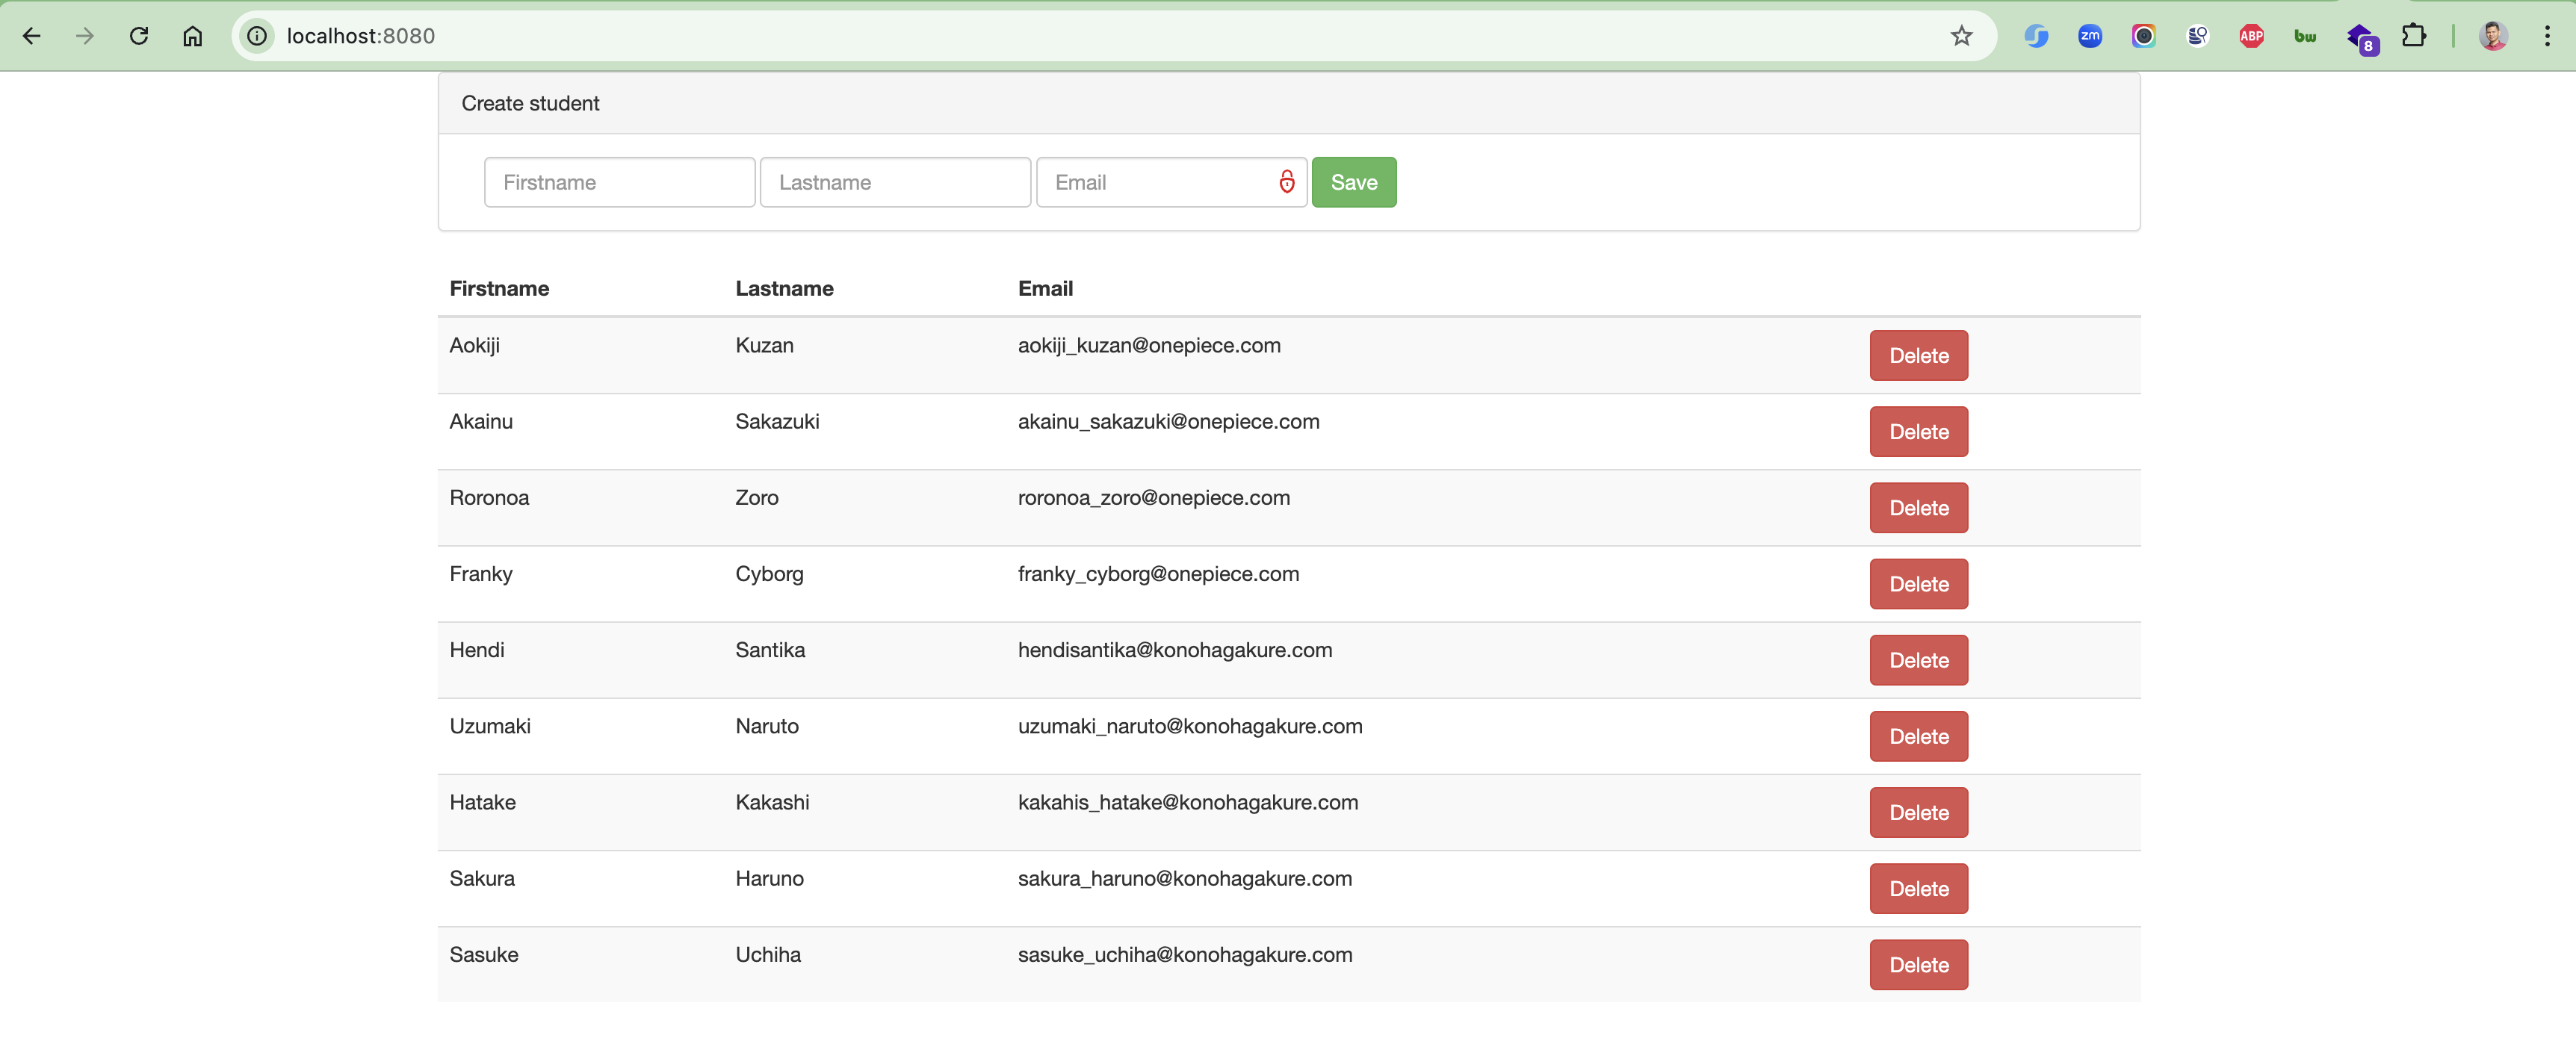 localhost:8080
zm
ABP
bw
8
Create student
Firstname Lastname Email Save
Firstname Lastname Email
Aokiji Kuzan aokiji_kuzan@onepiece.com Delete
Akainu Sakazuki akainu_sakazuki@onepiece.com Delete
Roronoa Zoro roronoa_zoro@onepiece.com Delete
Franky Cyborg franky_cyborg@onepiece.com Delete
Hendi Santika hendisantika@konohagakure.com Delete
Uzumaki Naruto uzumaki_naruto@konohagakure.com Delete
Hatake Kakashi kakahis_hatake@konohagakure.com Delete
Sakura Haruno sakura_haruno@konohagakure.com Delete
Sasuke Uchiha sasuke_uchiha@konohagakure.com Delete